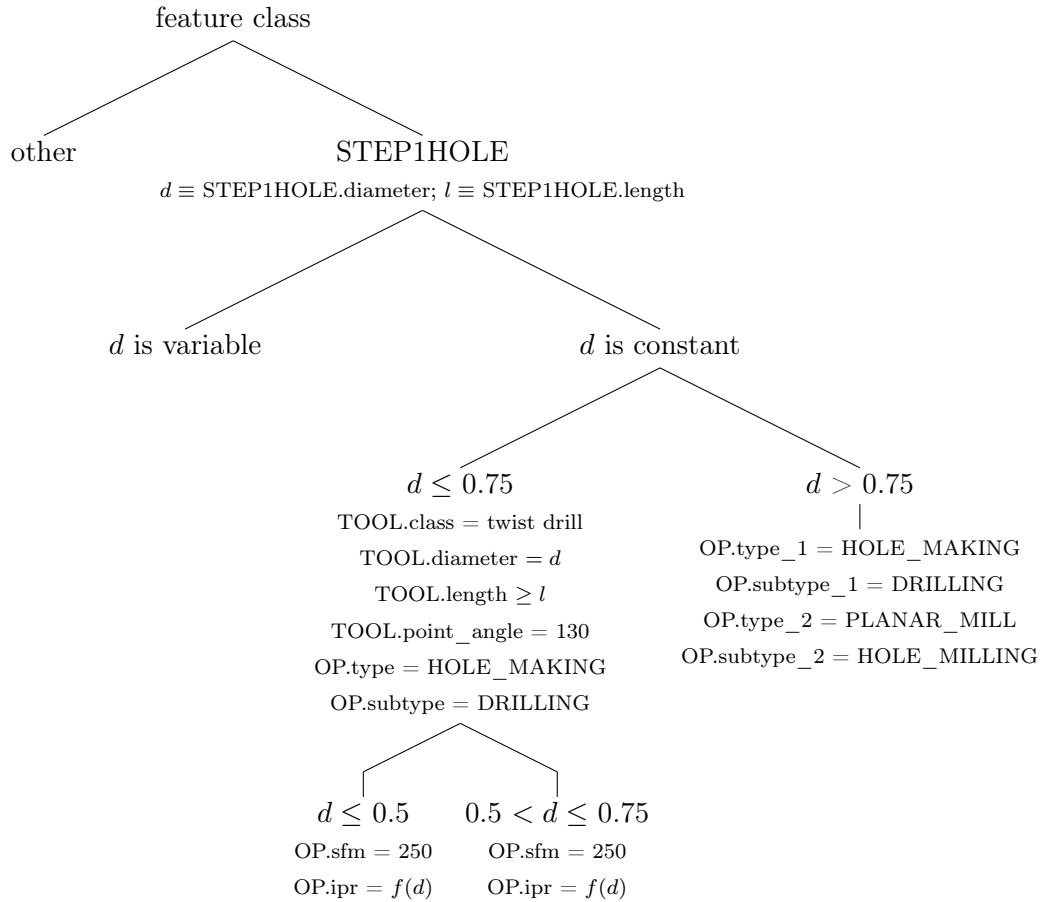 feature class
other
STEP1HOLE
d ≡ STEP1HOLE.diameter; l ≡ STEP1HOLE.length
d is variable
d is constant
d ≤ 0.75
TOOL.class = twist drill
TOOL.diameter = d
TOOL.length ≥ l
TOOL.point_angle = 130
OP.type = HOLE_MAKING
OP.subtype = DRILLING
d > 0.75
OP.type_1 = HOLE_MAKING
OP.subtype_1 = DRILLING
OP.type_2 = PLANAR_MILL
OP.subtype_2 = HOLE_MILLING
d ≤ 0.5
OP.sfm = 250
OP.ipr = f(d)
0.5 < d ≤ 0.75
OP.sfm = 250
OP.ipr = f(d)